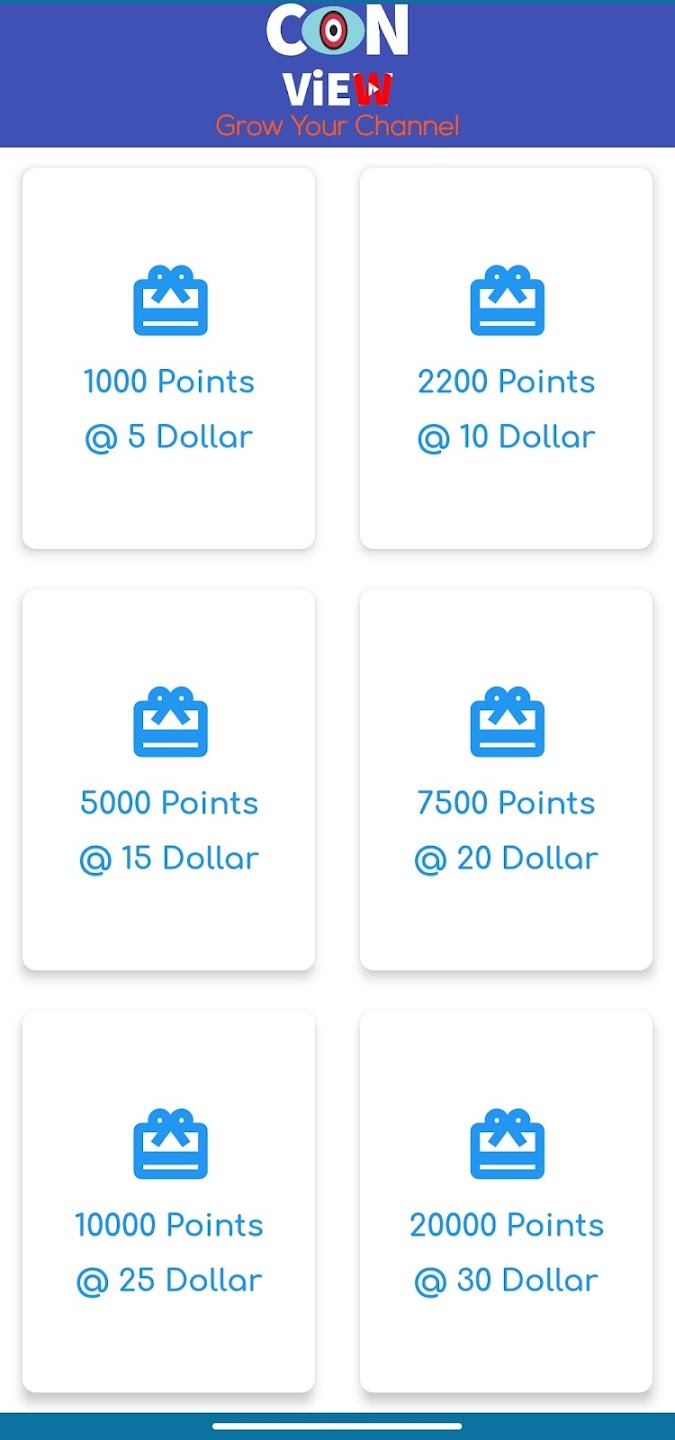 CON
ViEW
Grow Your Channel
1000 Points
@ 5 Dollar
2200 Points
@ 10 Dollar
5000 Points
@ 15 Dollar
7500 Points
@ 20 Dollar
10000 Points
@ 25 Dollar
20000 Points
@ 30 Dollar